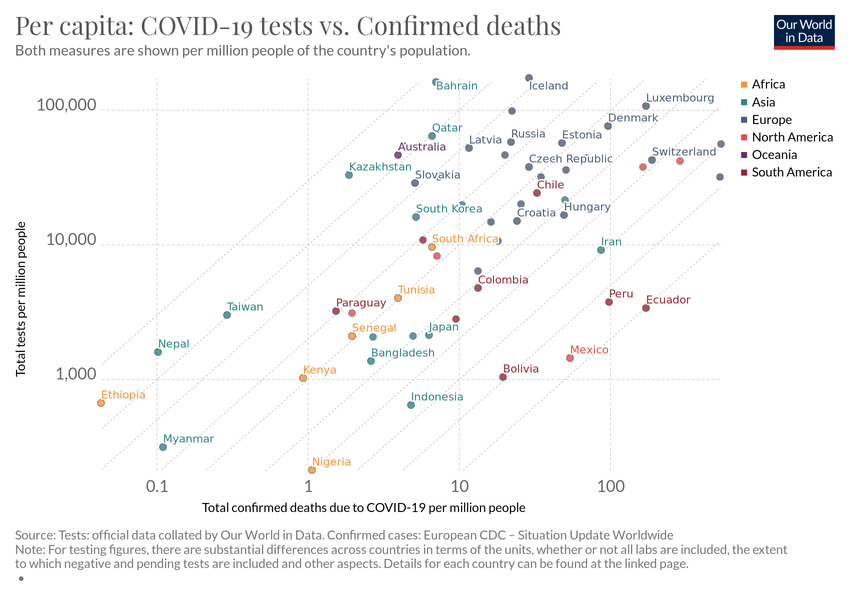 Per capita: COVID-19 tests vs. Confirmed deaths
Both measures are shown per million people of the country's population.
Our World
in Data
Total tests per million people
100,000
10,000
1,000
0.1
1
10
100
Total confirmed deaths due to COVID-19 per million people
Bahrain
Iceland
Luxembourg
Denmark
Qatar
Latvia
Russia
Estonia
Australia
Switzerland
Czech Republic
Kazakhstan
Slovakia
Chile
South Korea
Croatia
Hungary
South Africa
Iran
Colombia
Tunisia
Peru
Ecuador
Paraguay
Taiwan
Senegal
Japan
Nepal
Bangladesh
Mexico
Kenya
Bolivia
Ethiopia
Indonesia
Myanmar
Nigeria
Africa
Asia
Europe
North America
Oceania
South America
Source: Tests: official data collated by Our World in Data. Confirmed cases: European CDC – Situation Update Worldwide
Note: For testing figures, there are substantial differences across countries in terms of the units, whether or not all labs are included, the extent
to which negative and pending tests are included and other aspects. Details for each country can be found at the linked page.
•